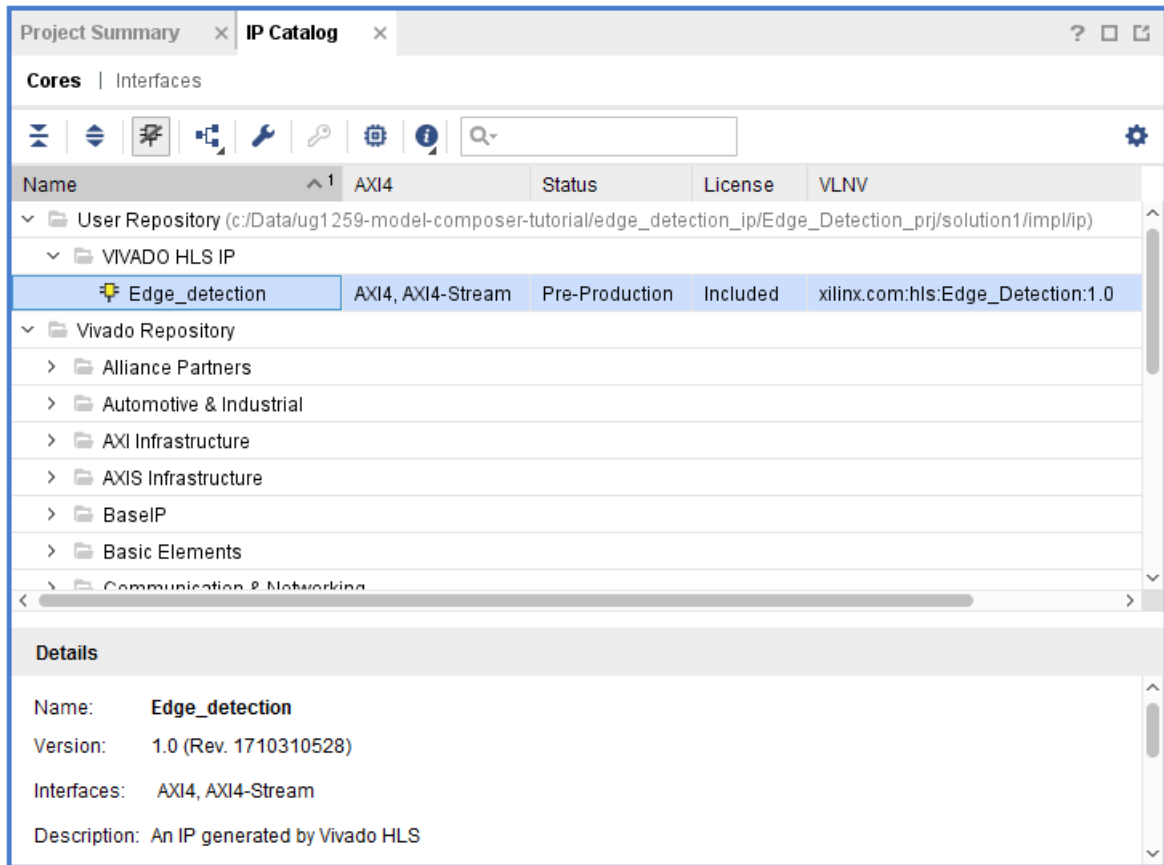 Project Summary × IP Catalog × ?
Cores | Interfaces
Name 1 AXI4 Status License VLNV
User Repository (c:/Data/ug1259-model-composer-tutorial/edge_detection_ip/Edge_Detection_prj/solution1/impl/ip)
VIVADO HLS IP
Edge_detection AXI4, AXI4-Stream Pre-Production Included xilinx.com:hls:Edge_Detection:1.0
Vivado Repository
Alliance Partners
Automotive & Industrial
AXI Infrastructure
AXIS Infrastructure
BaseIP
Basic Elements
Communication & Networking
Details
Name: Edge_detection
Version: 1.0 (Rev. 1710310528)
Interfaces: AXI4, AXI4-Stream
Description: An IP generated by Vivado HLS